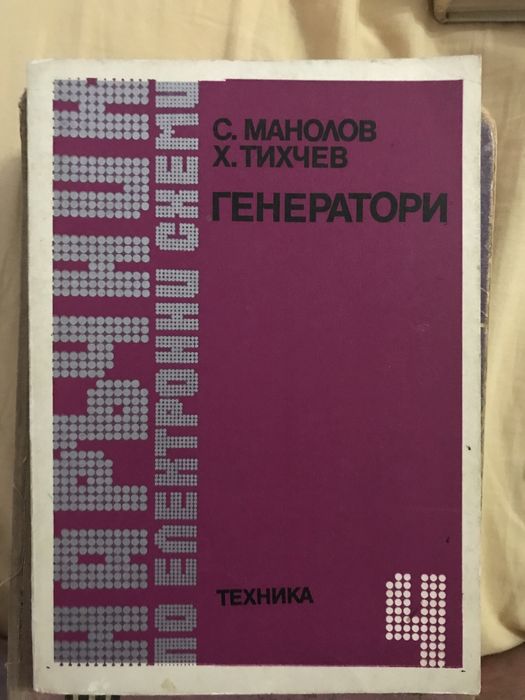 НАРЪЧНИК
ПО ЕЛЕКТРОННИ СХЕМИ
С. МАНОЛОВ
Х. ТИХЧЕВ
ГЕНЕРАТОРИ
ТЕХНИКА
4